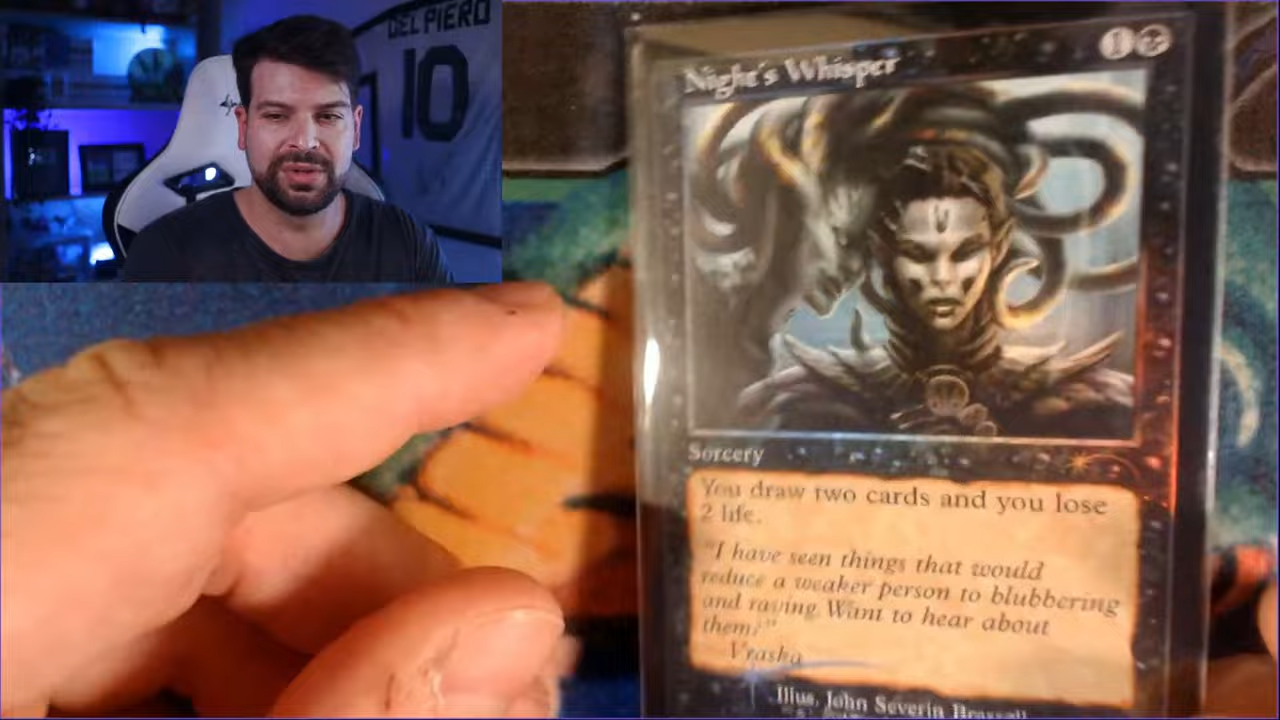 DEL PIERO
10
Night's Whisper
1
Sorcery
You draw two cards and you lose
2 life.
"I have seen things that would
reduce a weaker person to blubbering
and raving. Want to hear about
them?"
Vraska
Illus. John Severin Brassell